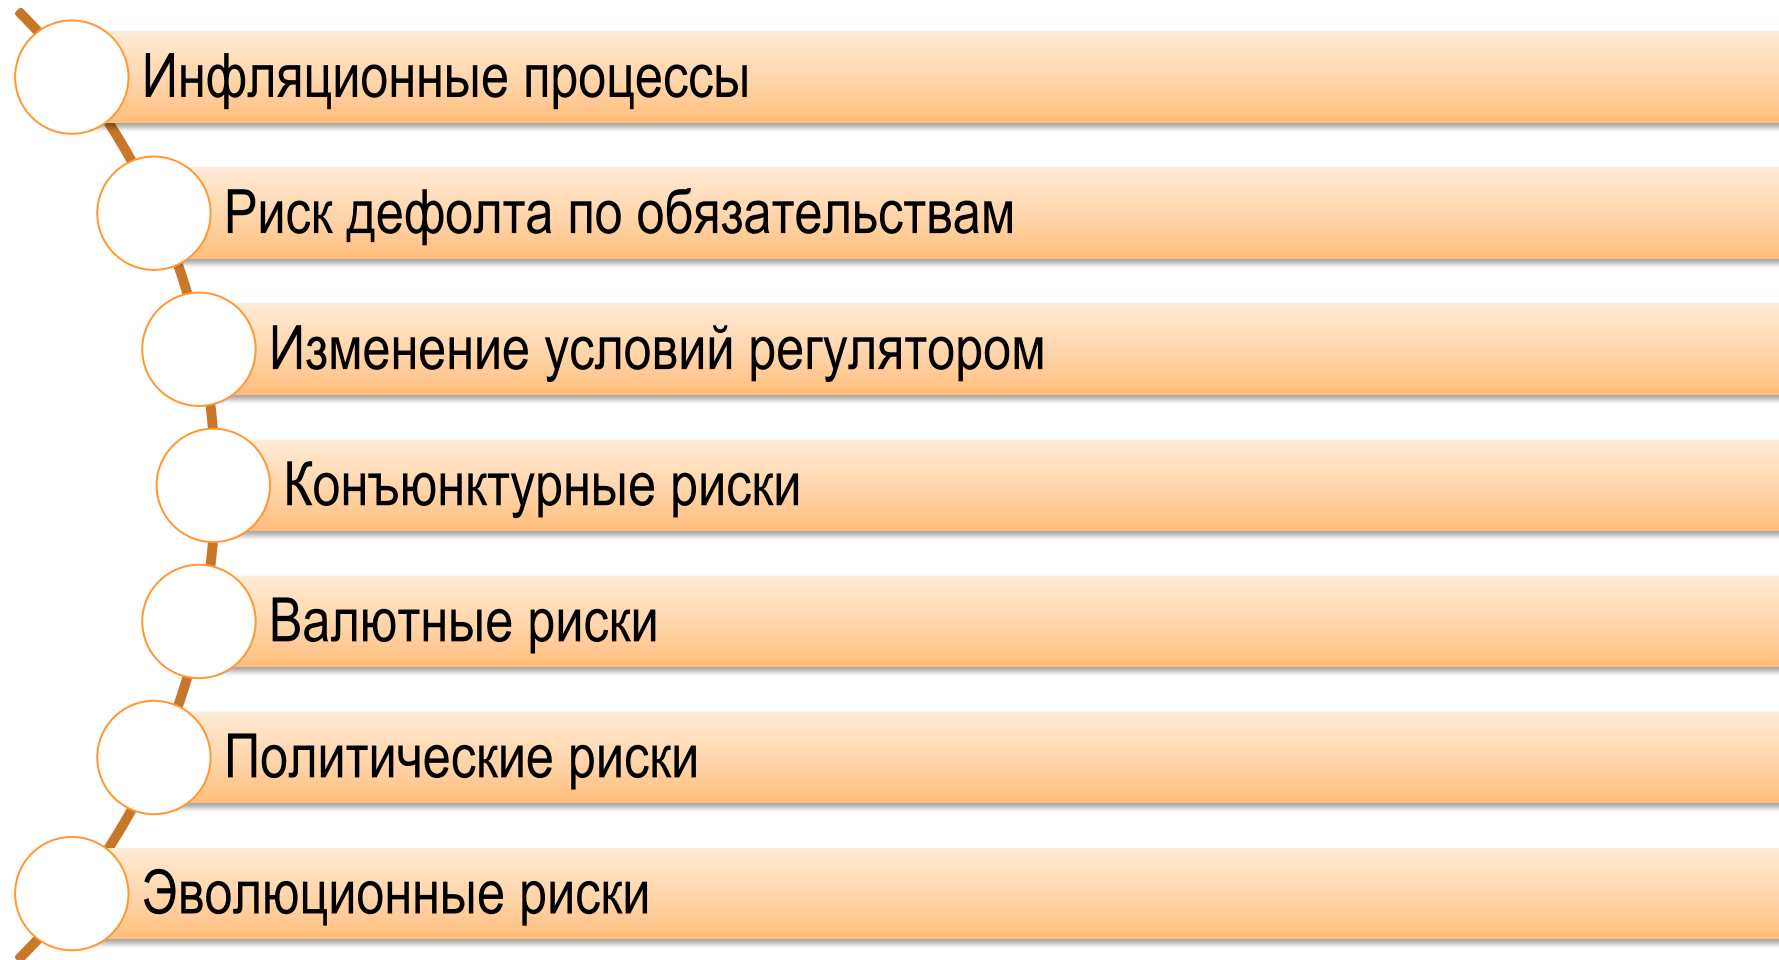 Инфляционные процессы
Риск дефолта по обязательствам
Изменение условий регулятором
Конъюнктурные риски
Валютные риски
Политические риски
Эволюционные риски